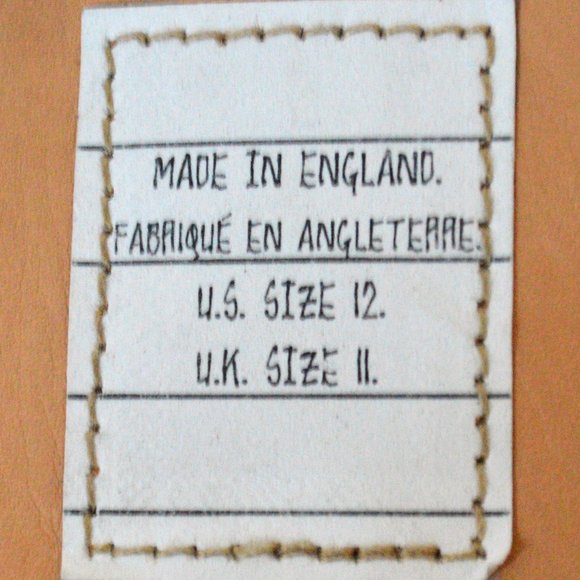 MADE IN ENGLAND.
FABRIQUÉ EN ANGLETERRE.
U.S. SIZE 12.
U.K. SIZE 11.